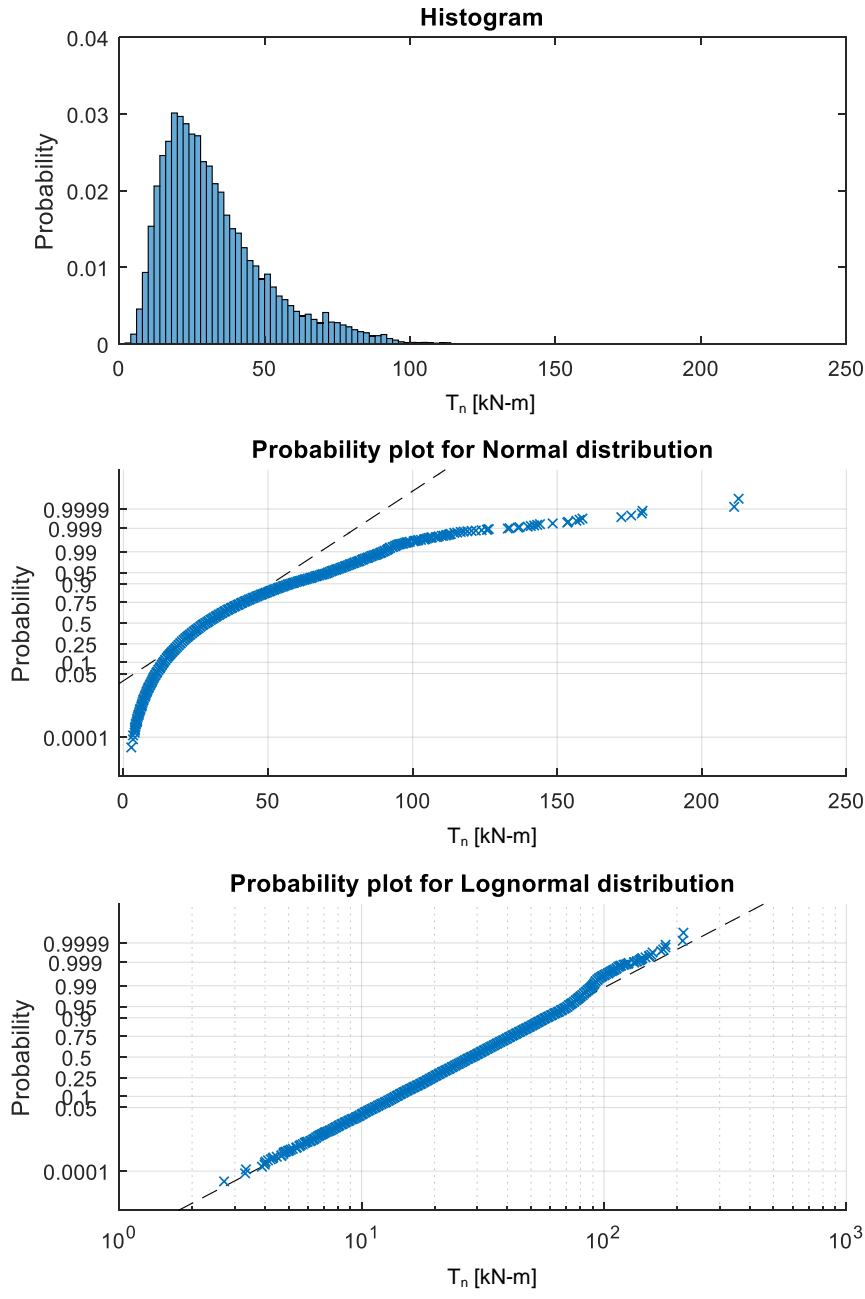 Histogram
0.04
0.03
0.02
0.01
0
Probability
0 50 100 150 200 250
Tₙ [kN-m]
Probability plot for Normal distribution
0.9999
0.999
0.99
0.95
0.9
0.75
0.5
0.25
0.1
0.05
0.0001
Probability
0 50 100 150 200 250
Tₙ [kN-m]
Probability plot for Lognormal distribution
0.9999
0.999
0.99
0.95
0.9
0.75
0.5
0.25
0.1
0.05
0.0001
Probability
10⁰ 10¹ 10² 10³
Tₙ [kN-m]